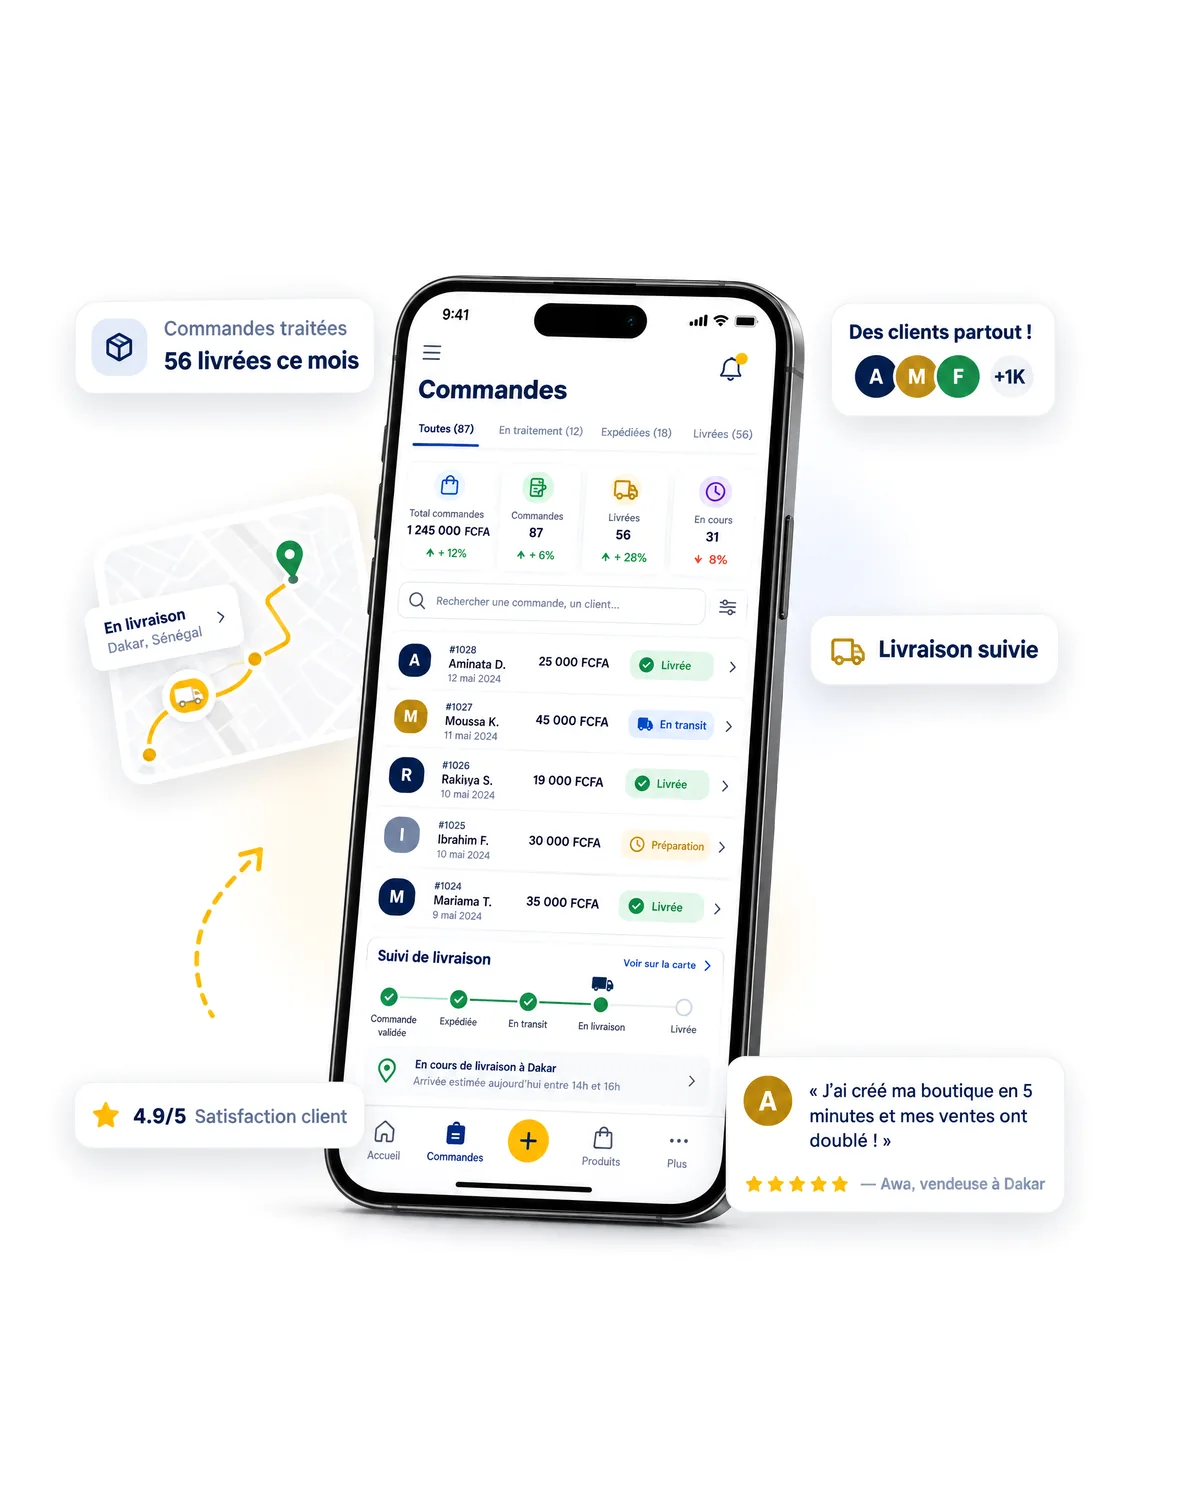 Commandes traitées
56 livrées ce mois
Des clients partout !
A M F +1K
En livraison
Dakar, Sénégal
Livraison suivie
4.9/5 Satisfaction client
A
« J'ai créé ma boutique en 5
minutes et mes ventes ont
doublé ! »
— Awa, vendeuse à Dakar
9:41
Commandes
Toutes (87) En traitement (12) Expédiées (18) Livrées (56)
Total commandes
1 245 000 FCFA
+ 12%
Commandes
87
+ 6%
Livrées
56
+ 28%
En cours
31
8%
Rechercher une commande, un client...
A
#1028
Aminata D.
12 mai 2024
25 000 FCFA
Livrée
M
#1027
Moussa K.
11 mai 2024
45 000 FCFA
En transit
R
#1026
Rakiyya S.
10 mai 2024
19 000 FCFA
Livrée
I
#1025
Ibrahim F.
10 mai 2024
30 000 FCFA
Préparation
M
#1024
Mariama T.
9 mai 2024
35 000 FCFA
Livrée
Suivi de livraison
Voir sur la carte
Commande
validée
Expédiée
En transit
En livraison
Livrée
En cours de livraison à Dakar
Arrivée estimée aujourd'hui entre 14h et 16h
Accueil
Commandes
Produits
Plus